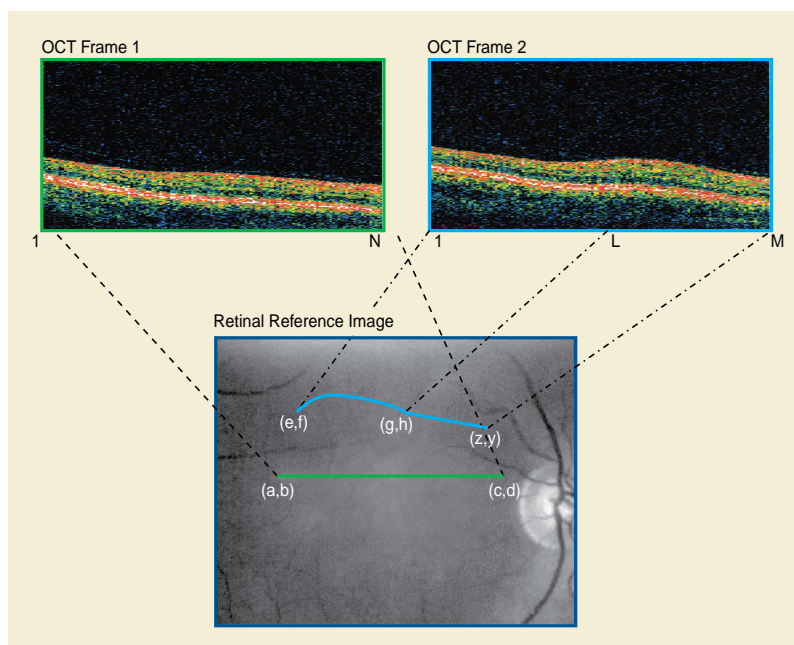 OCT Frame 1
OCT Frame 2
1
N
1
L
M
Retinal Reference Image
(e,f)
(g,h)
(z,y)
(a,b)
(c,d)